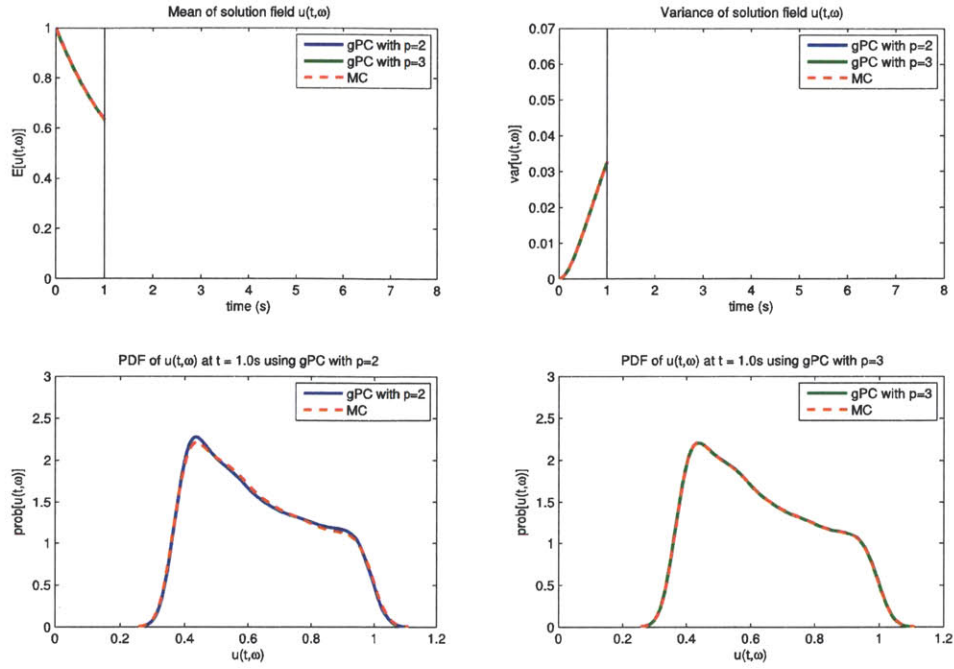 Mean of solution field u(t,ω)
E[u(t,ω)]
1
0.8
0.6
0.4
0.2
0
gPC with p=2
gPC with p=3
MC
0 1 2 3 4 5 6 7 8
time (s)
Variance of solution field u(t,ω)
var[u(t,ω)]
0.07
0.06
0.05
0.04
0.03
0.02
0.01
0
gPC with p=2
gPC with p=3
MC
0 1 2 3 4 5 6 7 8
time (s)
PDF of u(t,ω) at t = 1.0s using gPC with p=2
prob[u(t,ω)]
3
2.5
2
1.5
1
0.5
0
gPC with p=2
MC
0 0.2 0.4 0.6 0.8 1 1.2
u(t,ω)
PDF of u(t,ω) at t = 1.0s using gPC with p=3
prob[u(t,ω)]
3
2.5
2
1.5
1
0.5
0
gPC with p=3
MC
0 0.2 0.4 0.6 0.8 1 1.2
u(t,ω)